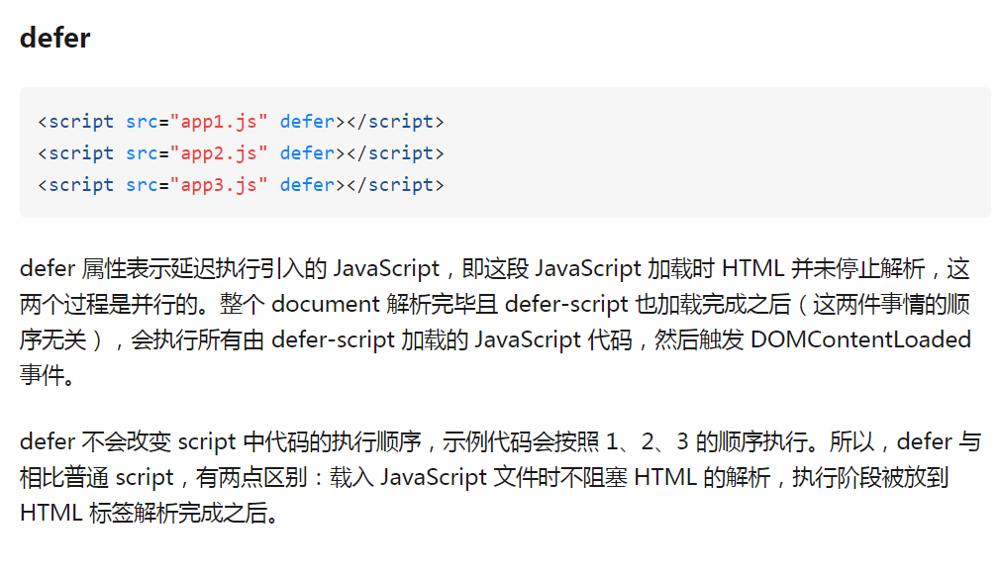 defer
<script src="app1.js" defer></script>
<script src="app2.js" defer></script>
<script src="app3.js" defer></script>
defer 属性表示延迟执行引入的 JavaScript，即这段 JavaScript 加载时 HTML 并未停止解析，这
两个过程是并行的。整个 document 解析完毕且 defer-script 也加载完成之后（这两件事情的顺
序无关），会执行所有由 defer-script 加载的 JavaScript 代码，然后触发 DOMContentLoaded
事件。
defer 不会改变 script 中代码的执行顺序，示例代码会按照 1、2、3 的顺序执行。所以，defer 与
相比普通 script，有两点区别：载入 JavaScript 文件时不阻塞 HTML 的解析，执行阶段被放到
HTML 标签解析完成之后。